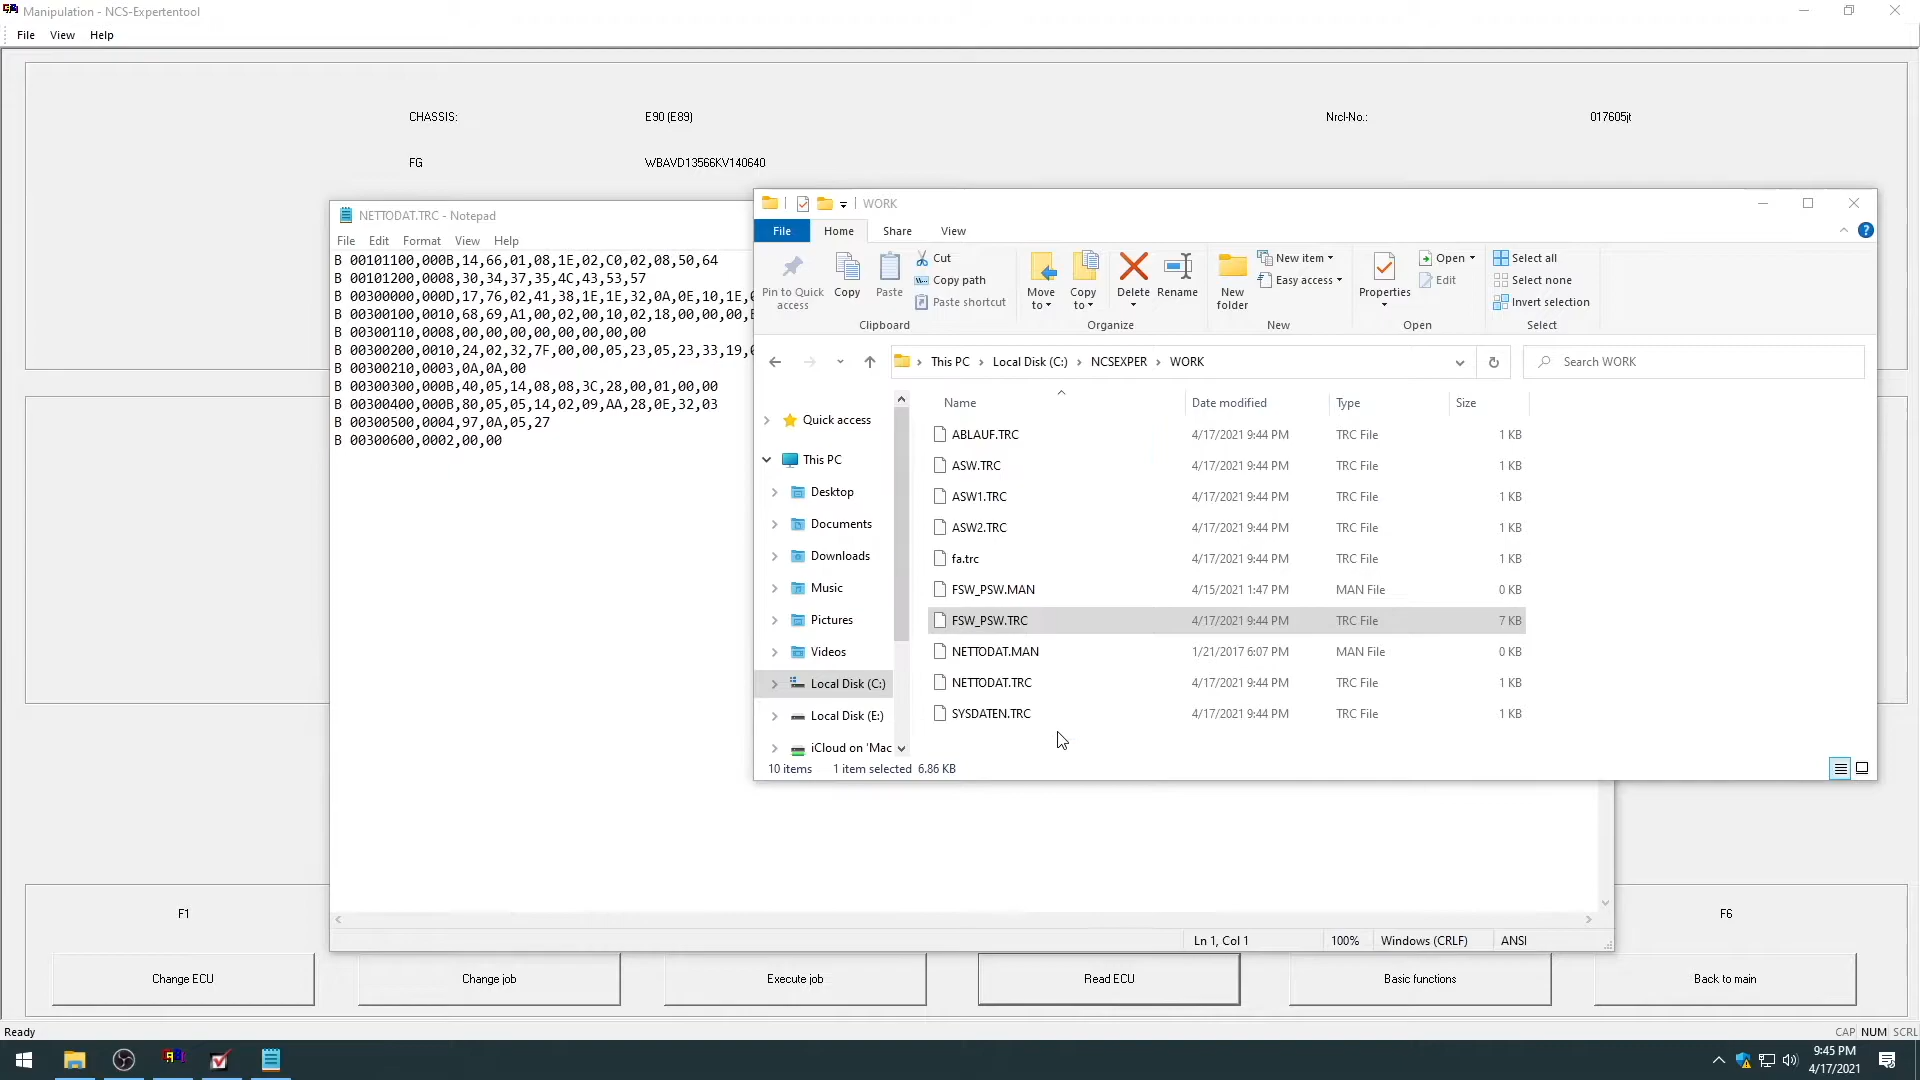 Manipulation - NCS-Expertentool
File View Help
CHASSIS: E90 (E89) Nrcl-No.: 017605jt
FG WBAVD13566KV140640
NETTODAT.TRC - Notepad
File Edit Format View Help
B 00101100,000B,14,66,01,08,1E,02,C0,02,08,50,64
B 00101200,0008,30,34,37,35,4C,43,53,57
B 00300000,000D,17,76,02,41,38,1E,1E,32,0A,0E,10,1E,
B 00300100,0010,68,69,A1,00,02,00,10,02,18,00,00,00,
B 00300110,0008,00,00,00,00,00,00,00,00
B 00300200,0010,24,02,32,7F,00,00,05,23,05,23,33,19,
B 00300210,0003,0A,0A,00
B 00300300,000B,40,05,14,08,08,3C,28,00,01,00,00
B 00300400,000B,80,05,05,14,02,09,AA,28,0E,32,03
B 00300500,0004,97,0A,05,27
B 00300600,0002,00,00
Ln 1, Col 1 100% Windows (CRLF) ANSI
WORK
File Home Share View
Pin to Quick access
Copy
Paste
Cut
Copy path
Paste shortcut
Clipboard
Move to
Copy to
Delete
Rename
Organize
New folder
New item
Easy access
New
Properties
Open
Edit
Open
Select all
Select none
Invert selection
Select
This PC Local Disk (C:) NCSEXPER WORK
Search WORK
Quick access
This PC
Desktop
Documents
Downloads
Music
Pictures
Videos
Local Disk (C:)
Local Disk (E:)
iCloud on 'Mac
Name Date modified Type Size
ABLAUF.TRC 4/17/2021 9:44 PM TRC File 1 KB
ASW.TRC 4/17/2021 9:44 PM TRC File 1 KB
ASW1.TRC 4/17/2021 9:44 PM TRC File 1 KB
ASW2.TRC 4/17/2021 9:44 PM TRC File 1 KB
fa.trc 4/17/2021 9:44 PM TRC File 1 KB
FSW_PSW.MAN 4/15/2021 1:47 PM MAN File 0 KB
FSW_PSW.TRC 4/17/2021 9:44 PM TRC File 7 KB
NETTODAT.MAN 1/21/2017 6:07 PM MAN File 0 KB
NETTODAT.TRC 4/17/2021 9:44 PM TRC File 1 KB
SYSDATEN.TRC 4/17/2021 9:44 PM TRC File 1 KB
10 items 1 item selected 6.86 KB
F1 F6
Change ECU Change job Execute job Read ECU Basic functions Back to main
Ready CAP NUM SCRL
9:45 PM
4/17/2021